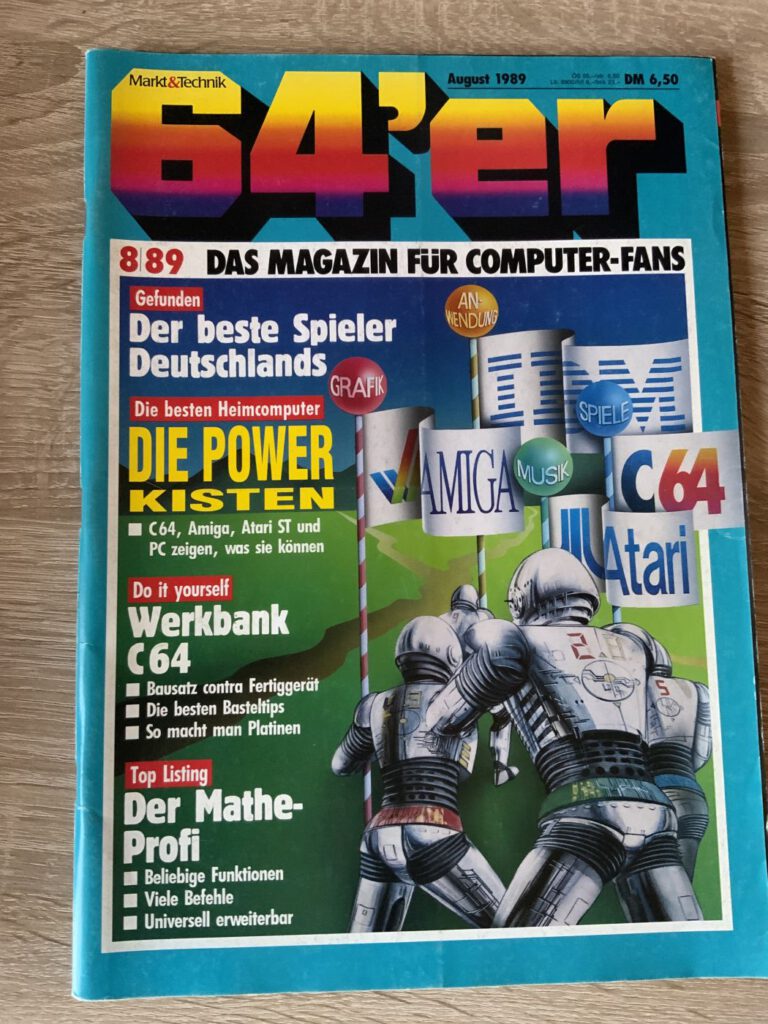 Markt&Technik
August 1989
DM 6,50
64'er
8|89 DAS MAGAZIN FÜR COMPUTER-FANS
Gefunden
Der beste Spieler
Deutschlands
Die besten Heimcomputer
DIE POWER
KISTEN
C64, Amiga, Atari ST und
PC zeigen, was sie können
Do it yourself
Werkbank
C64
Bausatz contra Fertiggerät
Die besten Basteltips
So macht man Platinen
Top Listing
Der Mathe-
Profi
Beliebige Funktionen
Viele Befehle
Universell erweiterbar
AN-
WENDUNG
IBM
GRAFIK
SPIELE
AMIGA
MUSIK
C64
Atari
2
5